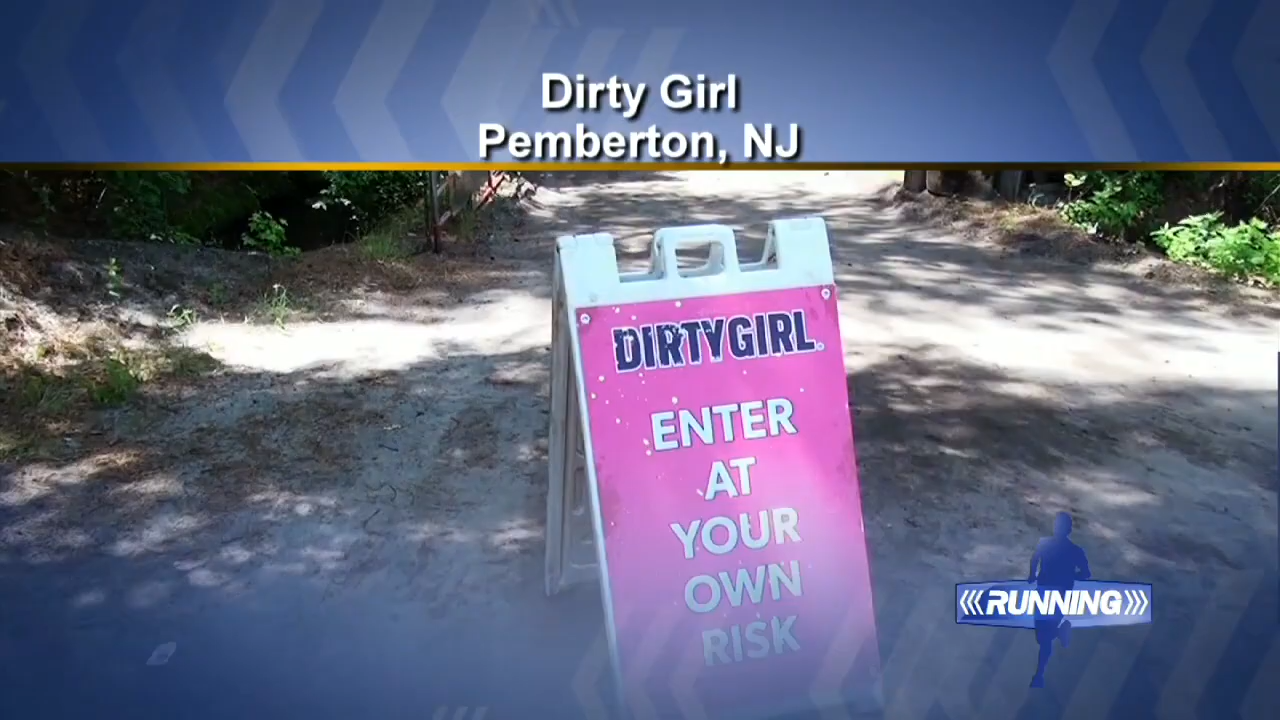 Dirty Girl
Pemberton, NJ
DIRTYGIRL
ENTER
AT
YOUR
OWN
RISK
RUNNING